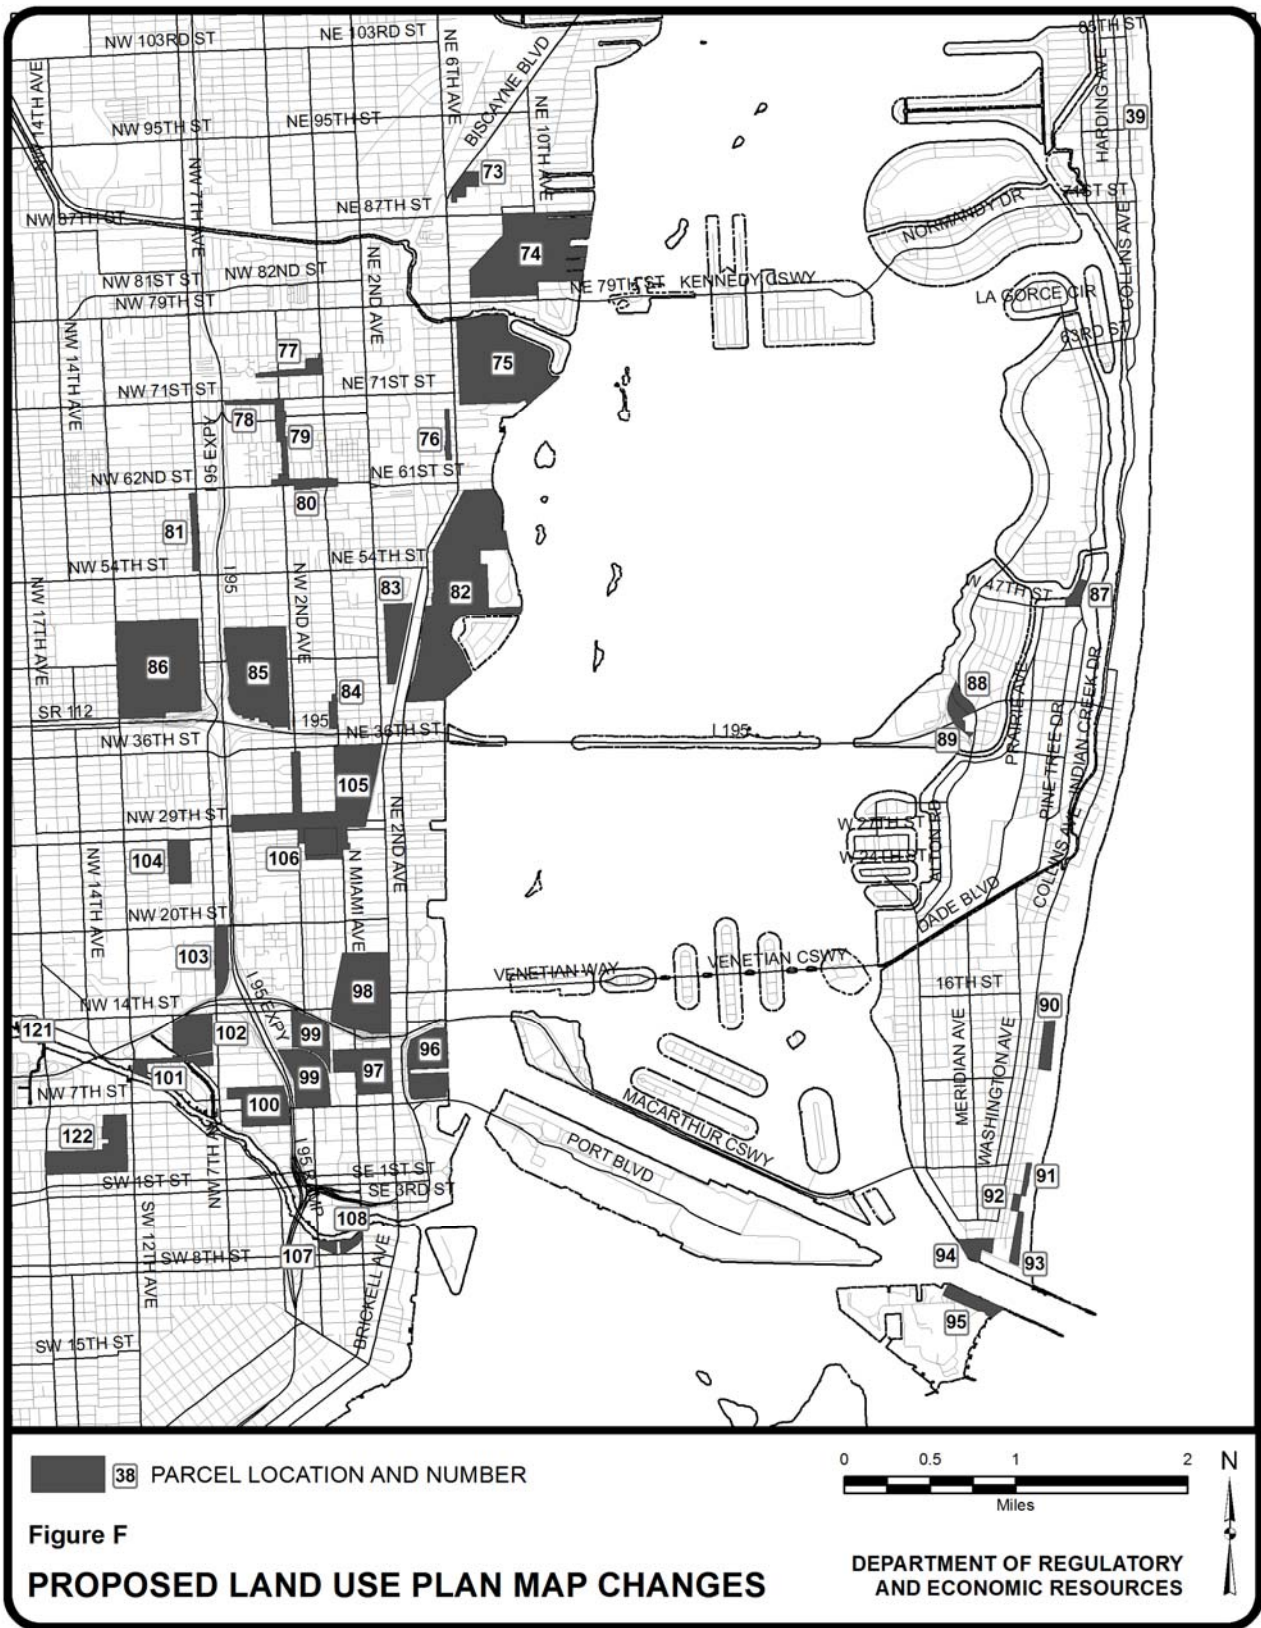 NW 103RD ST
NE 103RD ST
NE 6TH AVE
BISCAYNE BLVD
85TH ST
HARDING AVE
NW 14TH AVE
39
NW 95TH ST
NE 95TH ST
NE 10TH AVE
73
NW 7TH AVE
71ST ST
NE 87TH ST
NW 87TH ST
NORMANDY DR
COLLINS AVE
74
NW 82ND ST
NW 81ST ST
NE 2ND AVE
NE 79TH ST
KENNEDY CSWY
NW 79TH ST
LA GORCE CIR
63RD ST
NW 14TH AVE
77
75
NE 71ST ST
NW 71ST ST
78
79
76
I 95 EXPY
NE 61ST ST
NW 62ND ST
80
81
NE 54TH ST
NW 54TH ST
I 95
NW 2ND AVE
83
82
W 47TH ST
87
NW 17TH AVE
86
85
84
88
PRAIRIE AVE
PINE TREE DR
INDIAN CREEK DR
SR 112
I 195
NE 36TH ST
I 195
NW 36TH ST
89
105
NE 2ND AVE
NW 29TH ST
W 27TH ST
ALTON RD
COLLINS AVE
104
106
W 24TH ST
NW 14TH AVE
N MIAMI AVE
DADE BLVD
NW 20TH ST
103
VENETIAN WAY
VENETIAN CSWY
98
16TH ST
I 95 EXPY
NW 14TH ST
90
121
102
99
96
MERIDIAN AVE
WASHINGTON AVE
101
99
97
NW 7TH ST
100
MACARTHUR CSWY
122
NW 7TH AVE
PORT BLVD
I 95 RAMP
SE 1ST ST
SW 1ST ST
SE 3RD ST
91
92
SW 12TH AVE
108
SW 8TH ST
107
94
93
BRICKELL AVE
95
SW 15TH ST
38 PARCEL LOCATION AND NUMBER
0 0.5 1 2
Miles
N
Figure F
PROPOSED LAND USE PLAN MAP CHANGES
DEPARTMENT OF REGULATORY
AND ECONOMIC RESOURCES